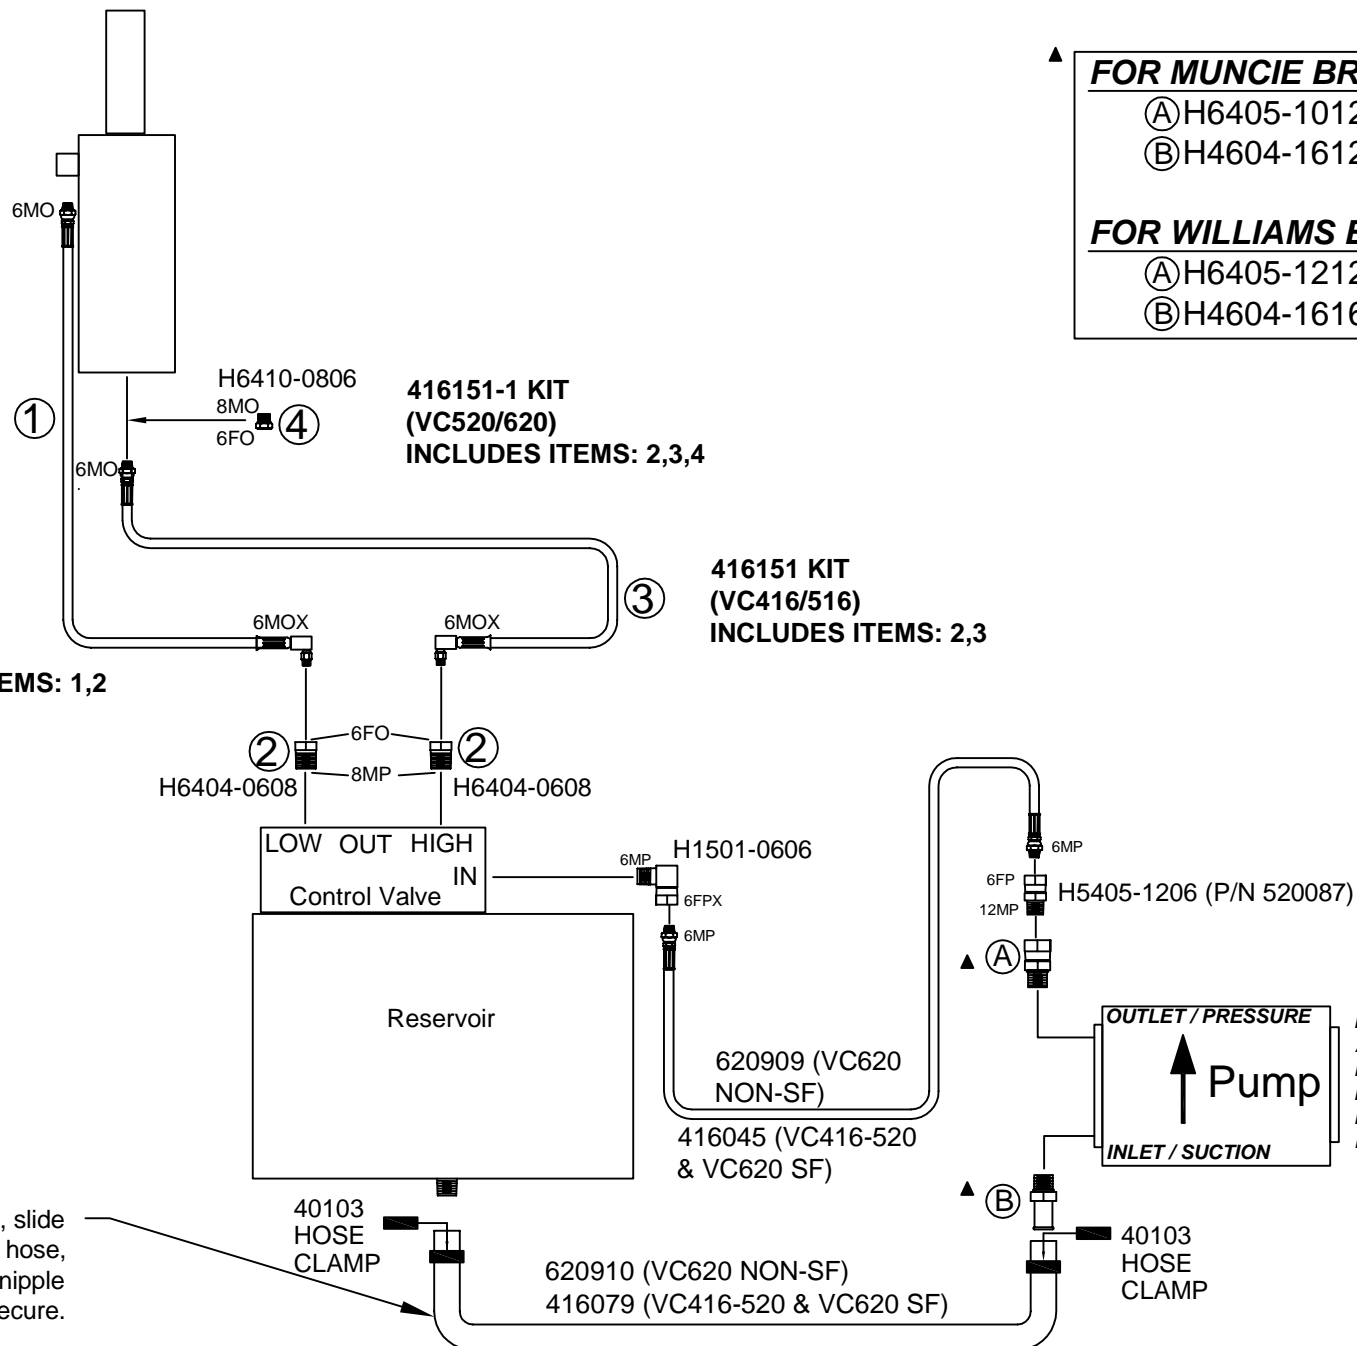 FOR MUNCIE
A H6405-1012
B H4604-1612
FOR WILLIAMS
A H6405-1212
B H4604-1616
6MO
1
H6410-0806
8MO
6FO
4
416151-1 KIT
(VC520/620)
INCLUDES ITEMS: 2,3,4
6MO
3
416151 KIT
(VC416/516)
INCLUDES ITEMS: 2,3
6MOX
6MOX
1,2
2
6FO
2
8MP
H6404-0608
H6404-0608
LOW OUT HIGH
IN
Control Valve
6MP
H1501-0606
6FPX
6MP
6MP
6FP
12MP
H5405-1206 (P/N 520087)
A
Reservoir
OUTLET / PRESSURE
Pump
INLET / SUCTION
620909 (VC620
NON-SF)
416045 (VC416-520
& VC620 SF)
B
40103
HOSE
CLAMP
40103
HOSE
CLAMP
, slide
hose,
nipple
620910 (VC620 NON-SF)
416079 (VC416-520 & VC620 SF)